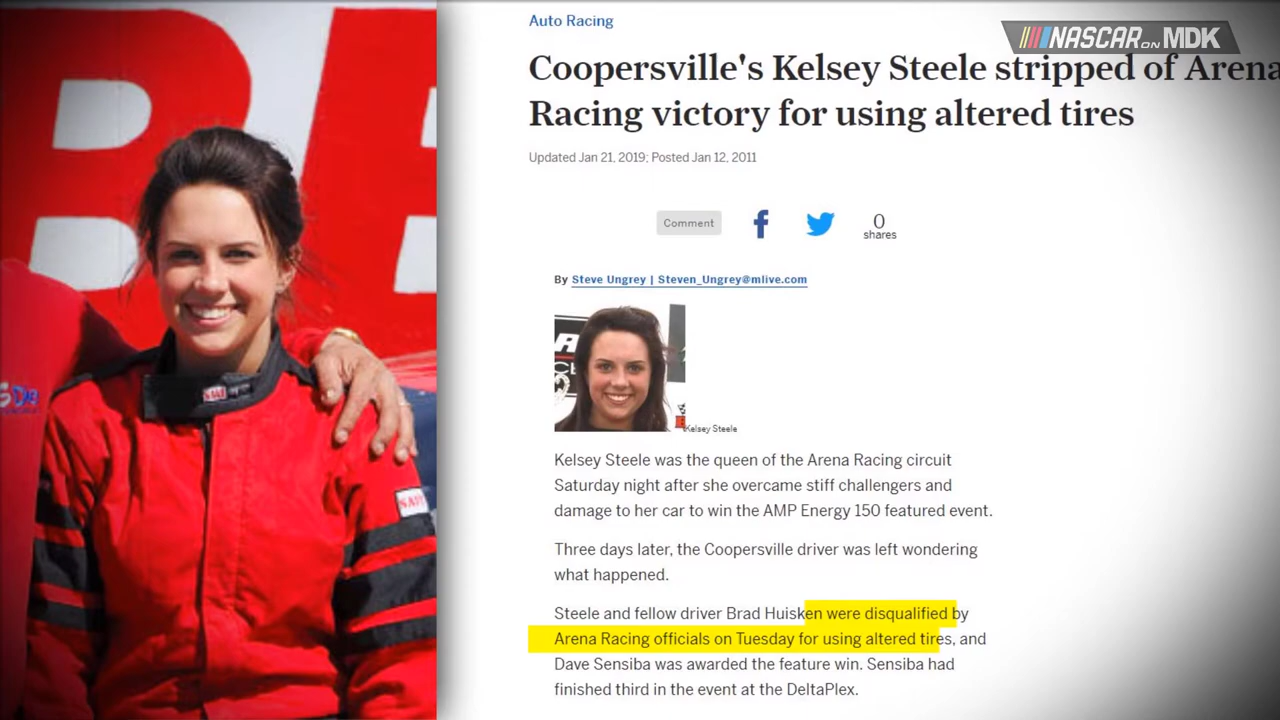 Auto Racing
NASCAR ON MDK
Coopersville's Kelsey Steele stripped of Arena
Racing victory for using altered tires
Updated Jan 21, 2019; Posted Jan 12, 2011
Comment
0
shares
By Steve Ungrey | Steven_Ungrey@mlive.com
Kelsey Steele
Kelsey Steele was the queen of the Arena Racing circuit
Saturday night after she overcame stiff challengers and
damage to her car to win the AMP Energy 150 featured event.
Three days later, the Coopersville driver was left wondering
what happened.
Steele and fellow driver Brad Huisken were disqualified by
Arena Racing officials on Tuesday for using altered tires, and
Dave Sensiba was awarded the feature win. Sensiba had
finished third in the event at the DeltaPlex.